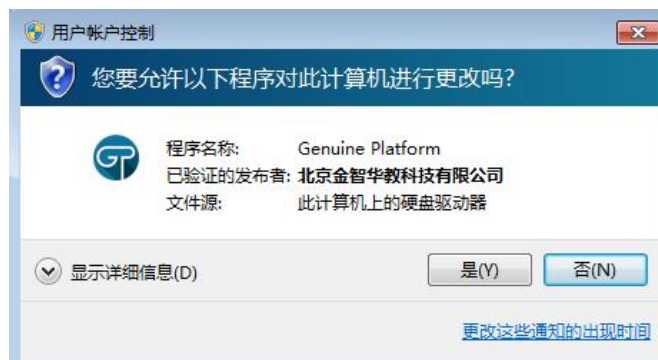 用户帐户控制
您要允许以下程序对此计算机进行更改吗?
GP
程序名称: Genuine Platform
已验证的发布者: 北京金智华教科技有限公司
文件源: 此计算机上的硬盘驱动器
显示详细信息(D)
是(Y)
否(N)
更改这些通知的出现时间